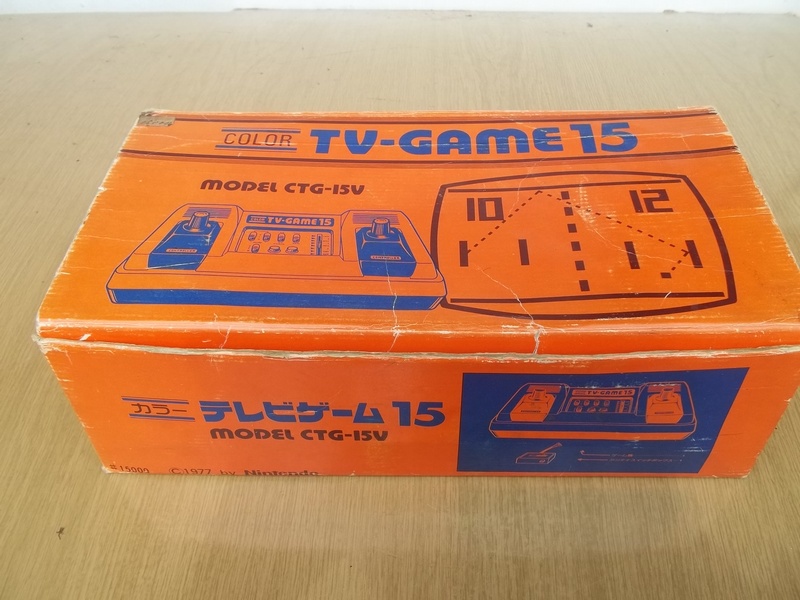 COLOR TV-GAME 15
MODEL CTG-15V
TV-GAME 15
10 12
カラー テレビゲーム 15
MODEL CTG-15V
TV-GAME 15
©1977 by Nintendo